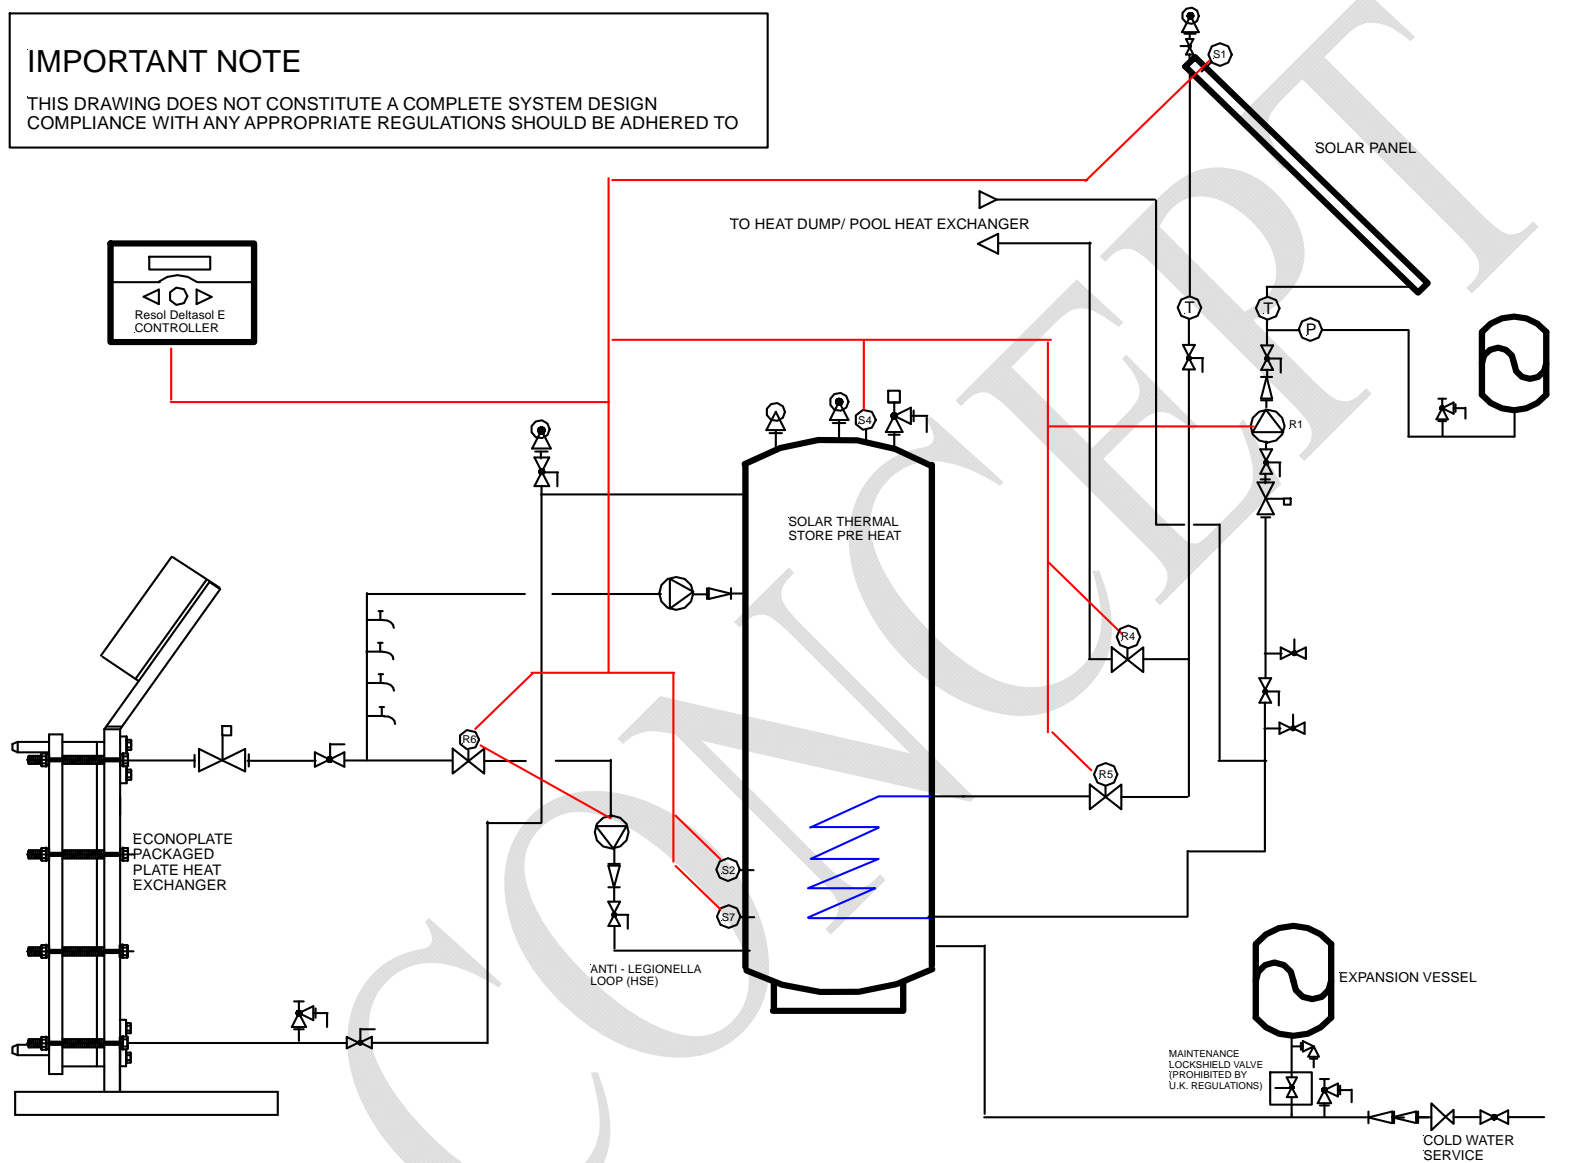 IMPORTANT NOTE
THIS DRAWING DOES NOT CONSTITUTE A COMPLETE SYSTEM DESIGN
COMPLIANCE WITH ANY APPROPRIATE REGULATIONS SHOULD BE ADHERED TO
S1
SOLAR PANEL
TO HEAT DUMP/ POOL HEAT EXCHANGER
Resol Deltasol E
CONTROLLER
T
T
P
S4
R1
SOLAR THERMAL
STORE PRE HEAT
R4
R6
R5
ECONOPLATE
PACKAGED
PLATE HEAT
EXCHANGER
S2
S7
ANTI - LEGIONELLA
LOOP (HSE)
EXPANSION VESSEL
MAINTENANCE
LOCKSHIELD VALVE
(PROHIBITED BY
U.K. REGULATIONS)
COLD WATER
SERVICE
CONCEPT